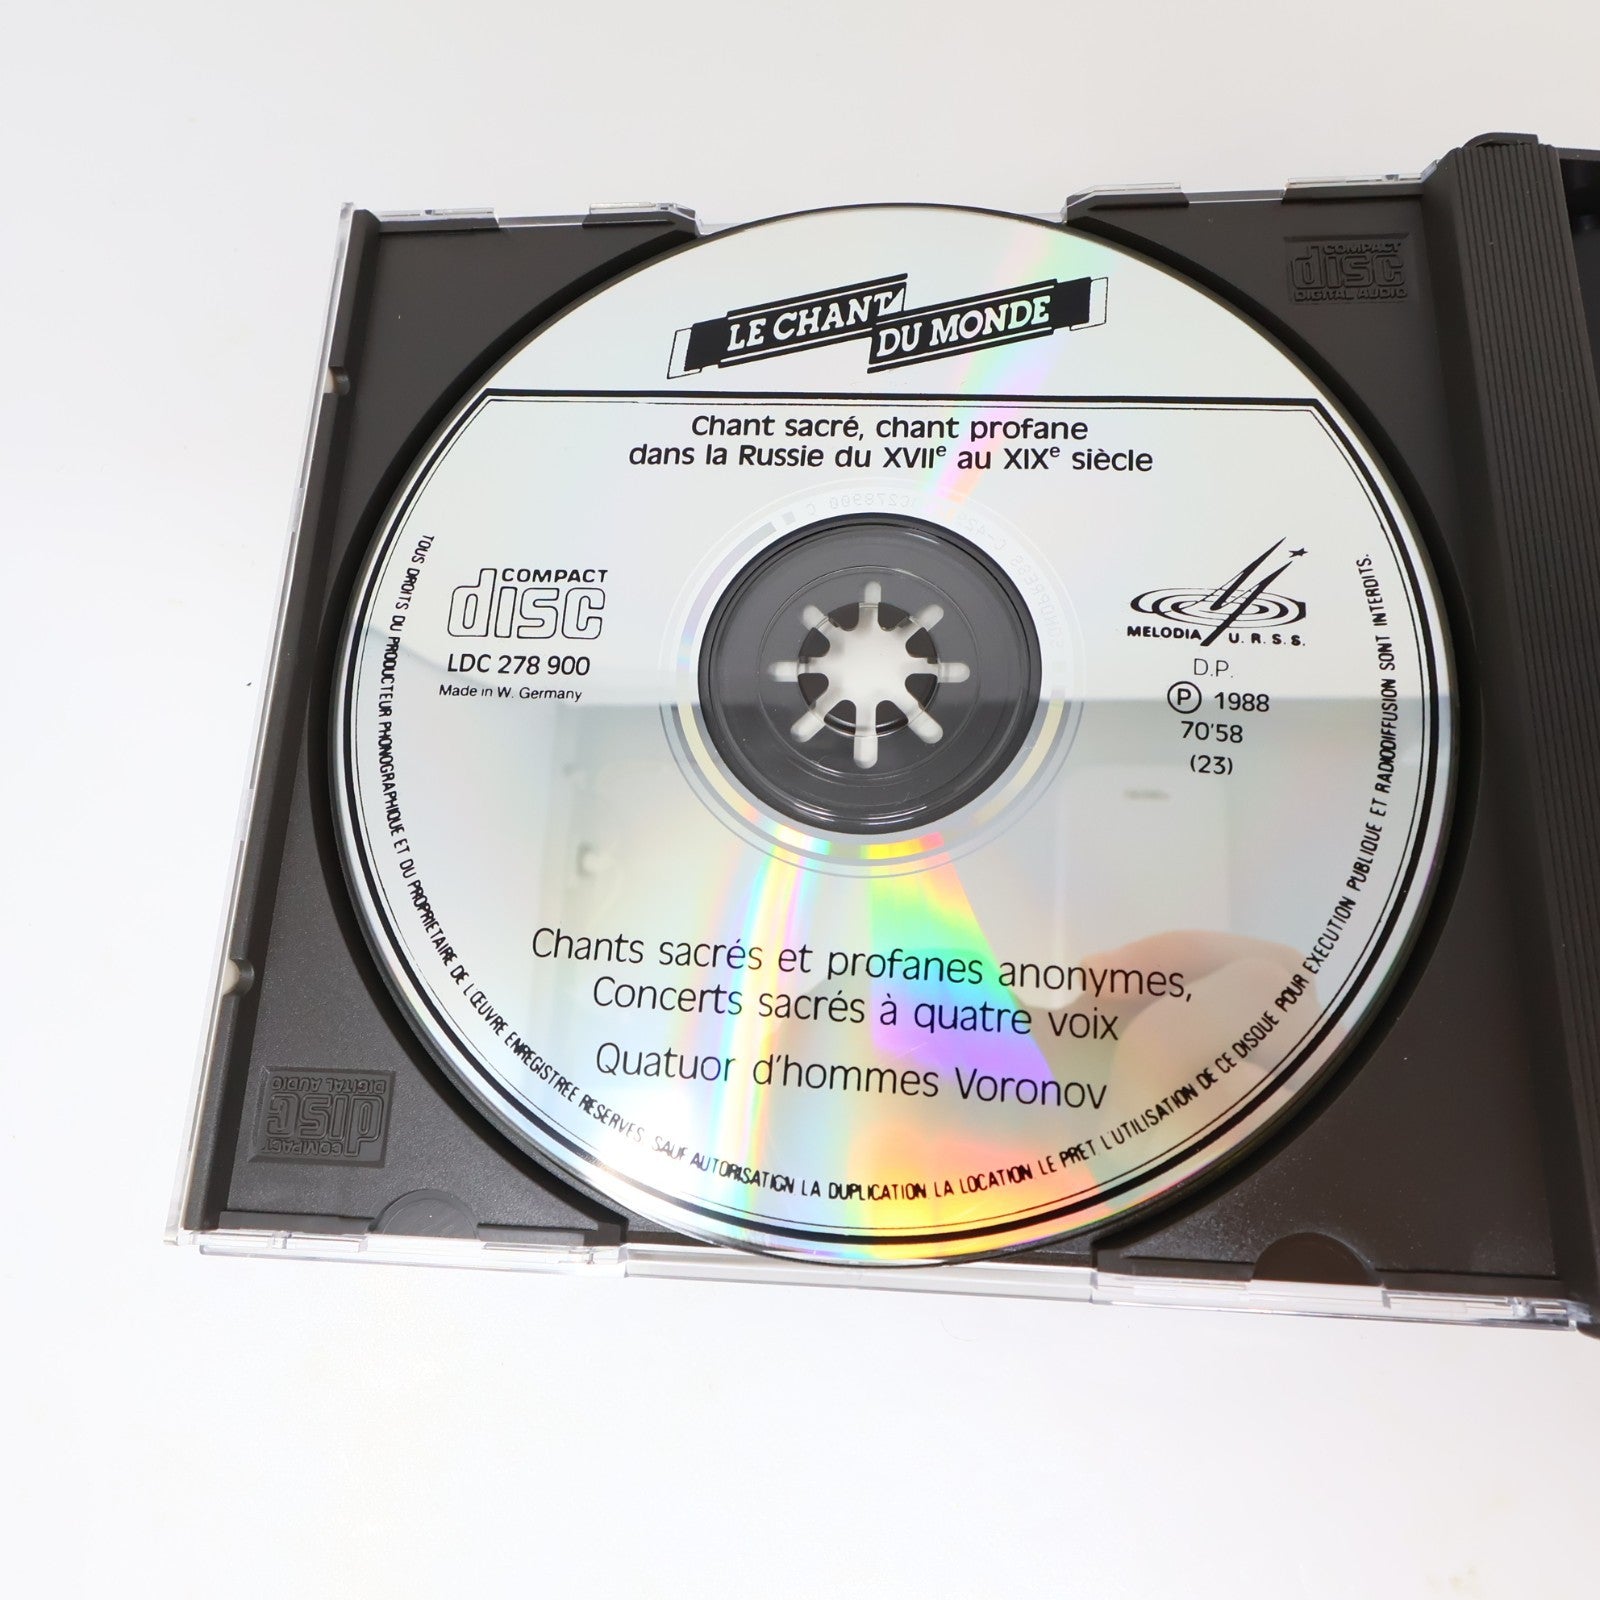 COMPACT
disc
DIGITAL AUDIO
LE CHANT
DU MONDE
Chant sacré, chant profane
dans la Russie du XVIIᵉ au XIXᵉ siècle
COMPACT
disc
LDC 278 900
Made in W. Germany
MELODIA U.R.S.S.
D.P.
Ⓟ 1988
70'58
(23)
Chants sacrés et profanes anonymes,
Concerts sacrés à quatre voix
Quatuor d'hommes Voronov
TOUS DROITS DU PRODUCTEUR PHONOGRAPHIQUE ET DU PROPRIETAIRE DE L'ŒUVRE ENREGISTREE RESERVES. SAUF AUTORISATION LA DUPLICATION LA LOCATION LE PRET L'UTILISATION DE CE DISQUE POUR EXECUTION PUBLIQUE ET RADIODIFFUSION SONT INTERDITS.
COMPACT
disc
DIGITAL AUDIO